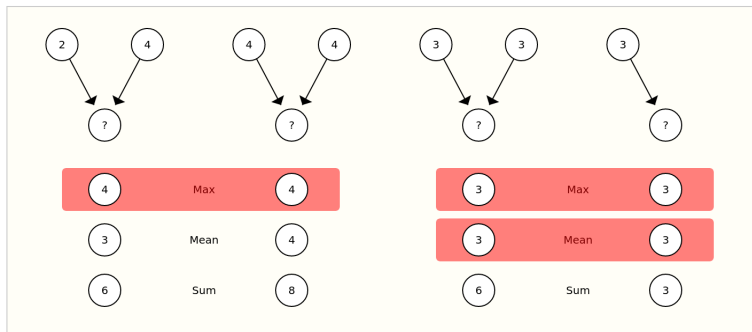 2 4 4 4 3 3 3
? ? ? ?
4 Max 4 3 Max 3
3 Mean 4 3 Mean 3
6 Sum 8 6 Sum 3